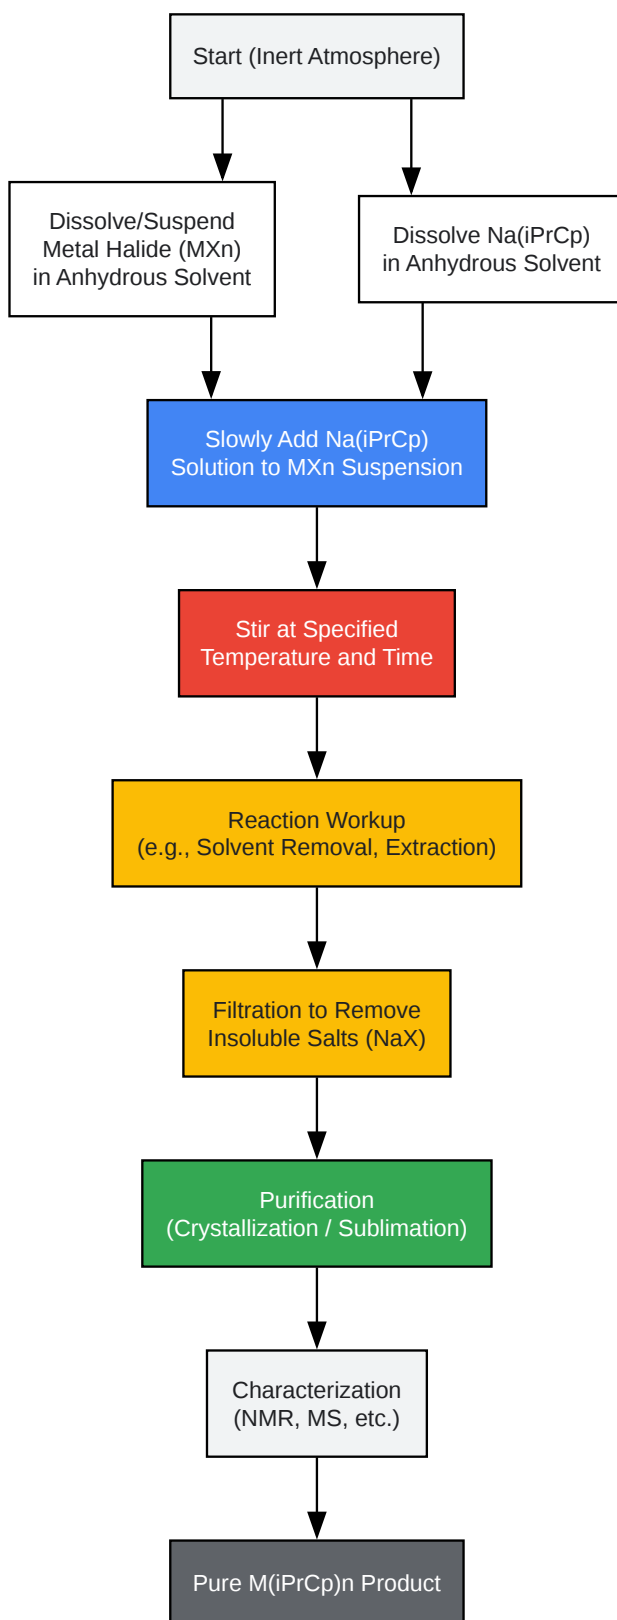 Start (Inert Atmosphere)
Dissolve/Suspend
Metal Halide (MXn)
in Anhydrous Solvent
Dissolve Na(iPrCp)
in Anhydrous Solvent
Slowly Add Na(iPrCp)
Solution to MXn Suspension
Stir at Specified
Temperature and Time
Reaction Workup
(e.g., Solvent Removal, Extraction)
Filtration to Remove
Insoluble Salts (NaX)
Purification
(Crystallization / Sublimation)
Characterization
(NMR, MS, etc.)
Pure M(iPrCp)n Product